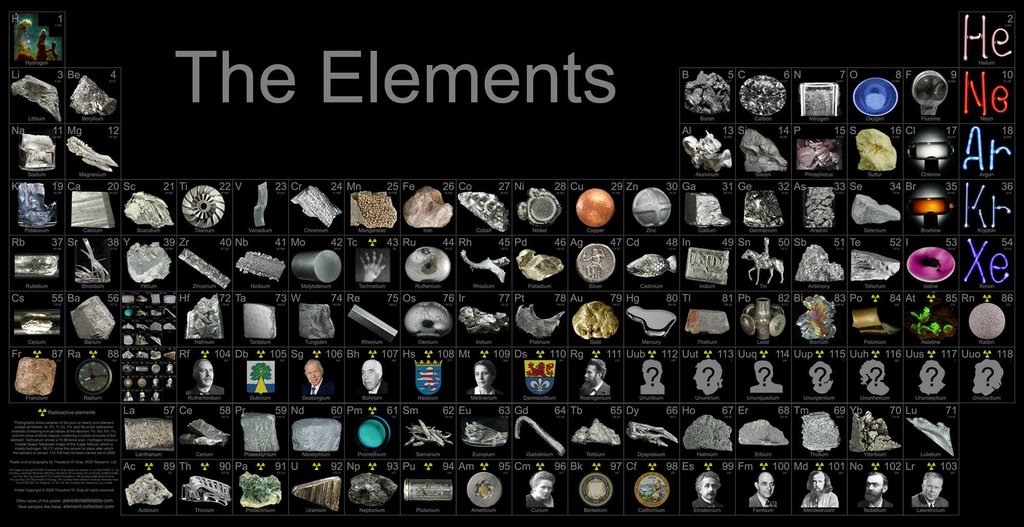 The Elements
H 1
Hydrogen
He 2
Helium
Li 3
Lithium
Be 4
Beryllium
B 5
Boron
C 6
Carbon
N 7
Nitrogen
O 8
Oxygen
F 9
Fluorine
Ne 10
Neon
Na 11
Sodium
Mg 12
Magnesium
Al 13
Aluminum
Si 14
Silicon
P 15
Phosphorus
S 16
Sulfur
Cl 17
Chlorine
Ar 18
Argon
K 19
Potassium
Ca 20
Calcium
Sc 21
Scandium
Ti 22
Titanium
V 23
Vanadium
Cr 24
Chromium
Mn 25
Manganese
Fe 26
Iron
Co 27
Cobalt
Ni 28
Nickel
Cu 29
Copper
Zn 30
Zinc
Ga 31
Gallium
Ge 32
Germanium
As 33
Arsenic
Se 34
Selenium
Br 35
Bromine
Kr 36
Krypton
Rb 37
Rubidium
Sr 38
Strontium
Y 39
Yttrium
Zr 40
Zirconium
Nb 41
Niobium
Mo 42
Molybdenum
Tc 43
Technetium
Ru 44
Ruthenium
Rh 45
Rhodium
Pd 46
Palladium
Ag 47
Silver
Cd 48
Cadmium
In 49
Indium
Sn 50
Tin
Sb 51
Antimony
Te 52
Tellurium
I 53
Iodine
Xe 54
Xenon
Cs 55
Cesium
Ba 56
Barium
Hf 72
Hafnium
Ta 73
Tantalum
W 74
Tungsten
Re 75
Rhenium
Os 76
Osmium
Ir 77
Iridium
Pt 78
Platinum
Au 79
Gold
Hg 80
Mercury
Tl 81
Thallium
Pb 82
Lead
Bi 83
Bismuth
Po 84
Polonium
At 85
Astatine
Rn 86
Radon
Fr 87
Francium
Ra 88
Radium
Rf 104
Rutherfordium
Db 105
Dubnium
Sg 106
Seaborgium
Bh 107
Bohrium
Hs 108
Hassium
Mt 109
Meitnerium
Ds 110
Darmstadtium
Rg 111
Roentgenium
Uub 112
Ununbium
Uut 113
Ununtrium
Uuq 114
Ununquadium
Uup 115
Ununpentium
Uuh 116
Ununhexium
Uus 117
Ununseptium
Uuo 118
Ununoctium
Radioactive elements
La 57
Lanthanum
Ce 58
Cerium
Pr 59
Praseodymium
Nd 60
Neodymium
Pm 61
Promethium
Sm 62
Samarium
Eu 63
Europium
Gd 64
Gadolinium
Tb 65
Terbium
Dy 66
Dysprosium
Ho 67
Holmium
Er 68
Erbium
Tm 69
Thulium
Yb 70
Ytterbium
Lu 71
Lutetium
Ac 89
Actinium
Th 90
Thorium
Pa 91
Protactinium
U 92
Uranium
Np 93
Neptunium
Pu 94
Plutonium
Am 95
Americium
Cm 96
Curium
Bk 97
Berkelium
Cf 98
Californium
Es 99
Einsteinium
Fm 100
Fermium
Md 101
Mendelevium
No 102
Nobelium
Lr 103
Lawrencium
Other sizes of this poster: periodictabletable.com
Real samples like these: element-collection.com